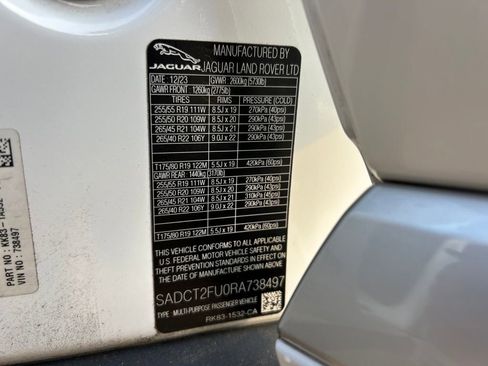 JAGUAR
MANUFACTURED BY
JAGUAR LAND ROVER LTD
DATE 12/23 GVWR 2600kg (5730lb)
GAWR FRONT: 1260kg (2775lb)
TIRES RIMS PRESSURE (COLD)
255/55 R19 111W 8.5J x 19 270kPa (40psi)
255/50 R20 109W 8.5J x 20 290kPa (43psi)
265/45 R21 104W 8.5J x 21 290kPa (43psi)
265/40 R22 106Y 9.0J x 22 290kPa (43psi)
T175/80 R19 122M 5.5J x 19 420kPa (60psi)
GAWR REAR 1440kg (3170lb)
255/55 R19 111W 8.5J x 19 270kPa (40psi)
255/50 R20 109W 8.5J x 20 290kPa (43psi)
265/45 R21 104W 8.5J x 21 310kPa (45psi)
265/40 R22 106Y 9.0J x 22 290kPa (43psi)
T175/80 R19 122M 5.5J x 19 420kPa (60psi)
THIS VEHICLE CONFORMS TO ALL APPLICABLE
U.S. FEDERAL MOTOR VEHICLE SAFETY AND
THEFT PREVENTION STANDARDS IN EFFECT
ON THE DATE OF MANUFACTURE SHOWN ABOVE.
SADCT2FU0RA738497
TYPE: MULTI-PURPOSE PASSENGER VEHICLE
RK83-1532-CA
PART NO : KK83-1A532
VIN NO : 738497